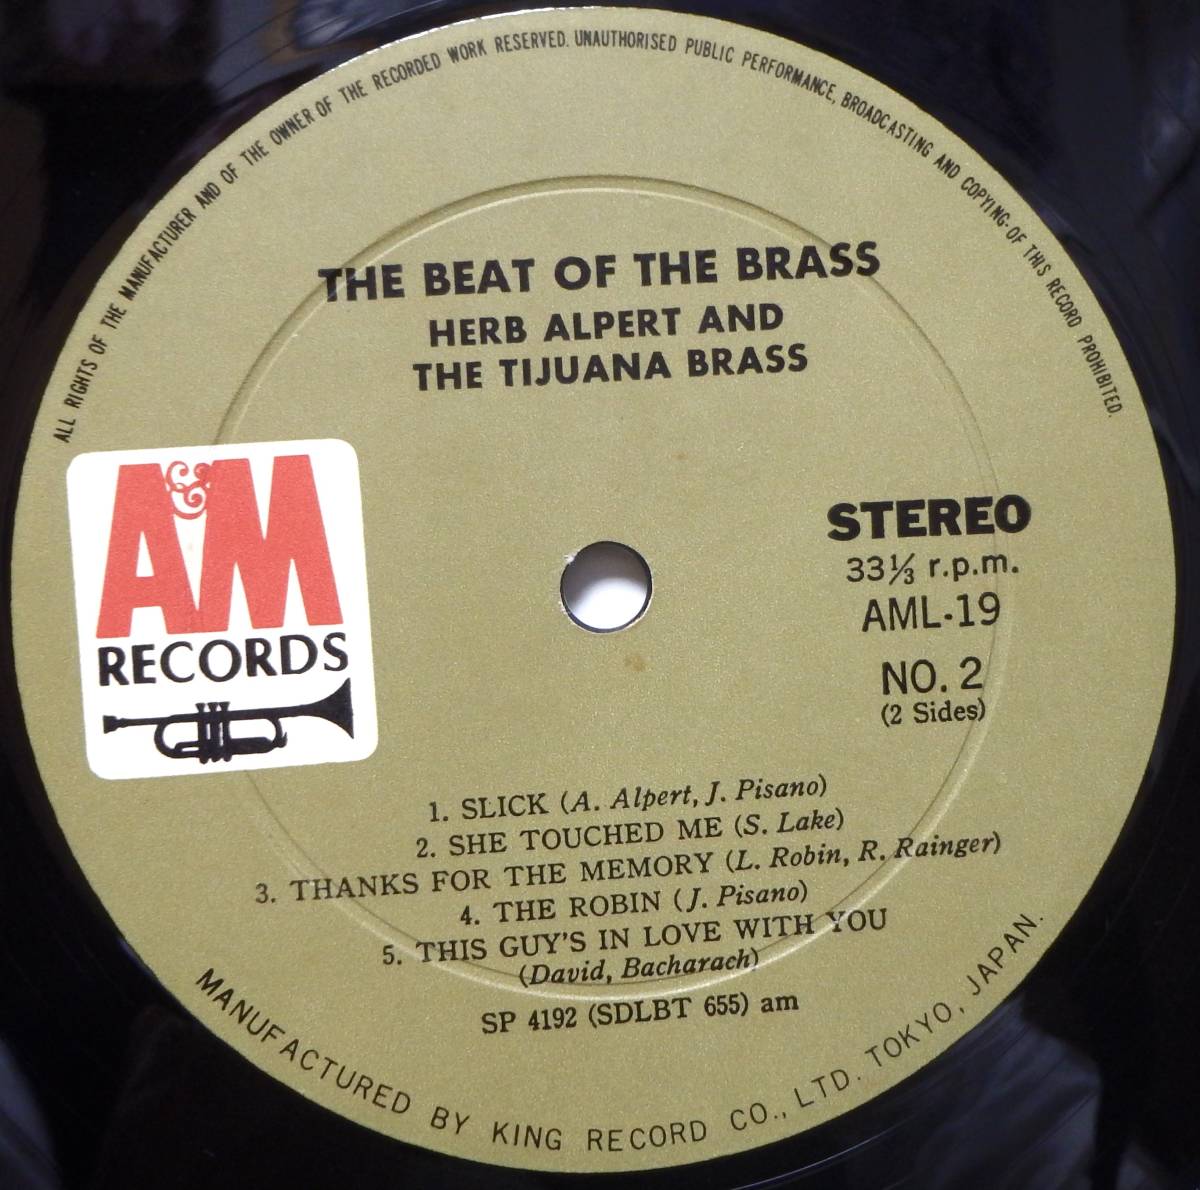 ALL RIGHTS OF THE MANUFACTURER AND OF THE OWNER OF THE RECORDED WORK RESERVED. UNAUTHORISED PUBLIC PERFORMANCE, BROADCASTING AND COPYING·OF THIS RECORD PROHIBITED.
THE BEAT OF THE BRASS
HERB ALPERT AND
THE TIJUANA BRASS
A&M
RECORDS
STEREO
33⅓ r.p.m.
AML-19
NO. 2
(2 Sides)
1. SLICK (A. Alpert, J. Pisano)
2. SHE TOUCHED ME (S. Lake)
3. THANKS FOR THE MEMORY (L. Robin, R. Rainger)
4. THE ROBIN (J. Pisano)
5. THIS GUY'S IN LOVE WITH YOU
(David, Bacharach)
SP 4192 (SDLBT 655) am
MANUFACTURED BY KING RECORD CO., LTD. TOKYO, JAPAN.